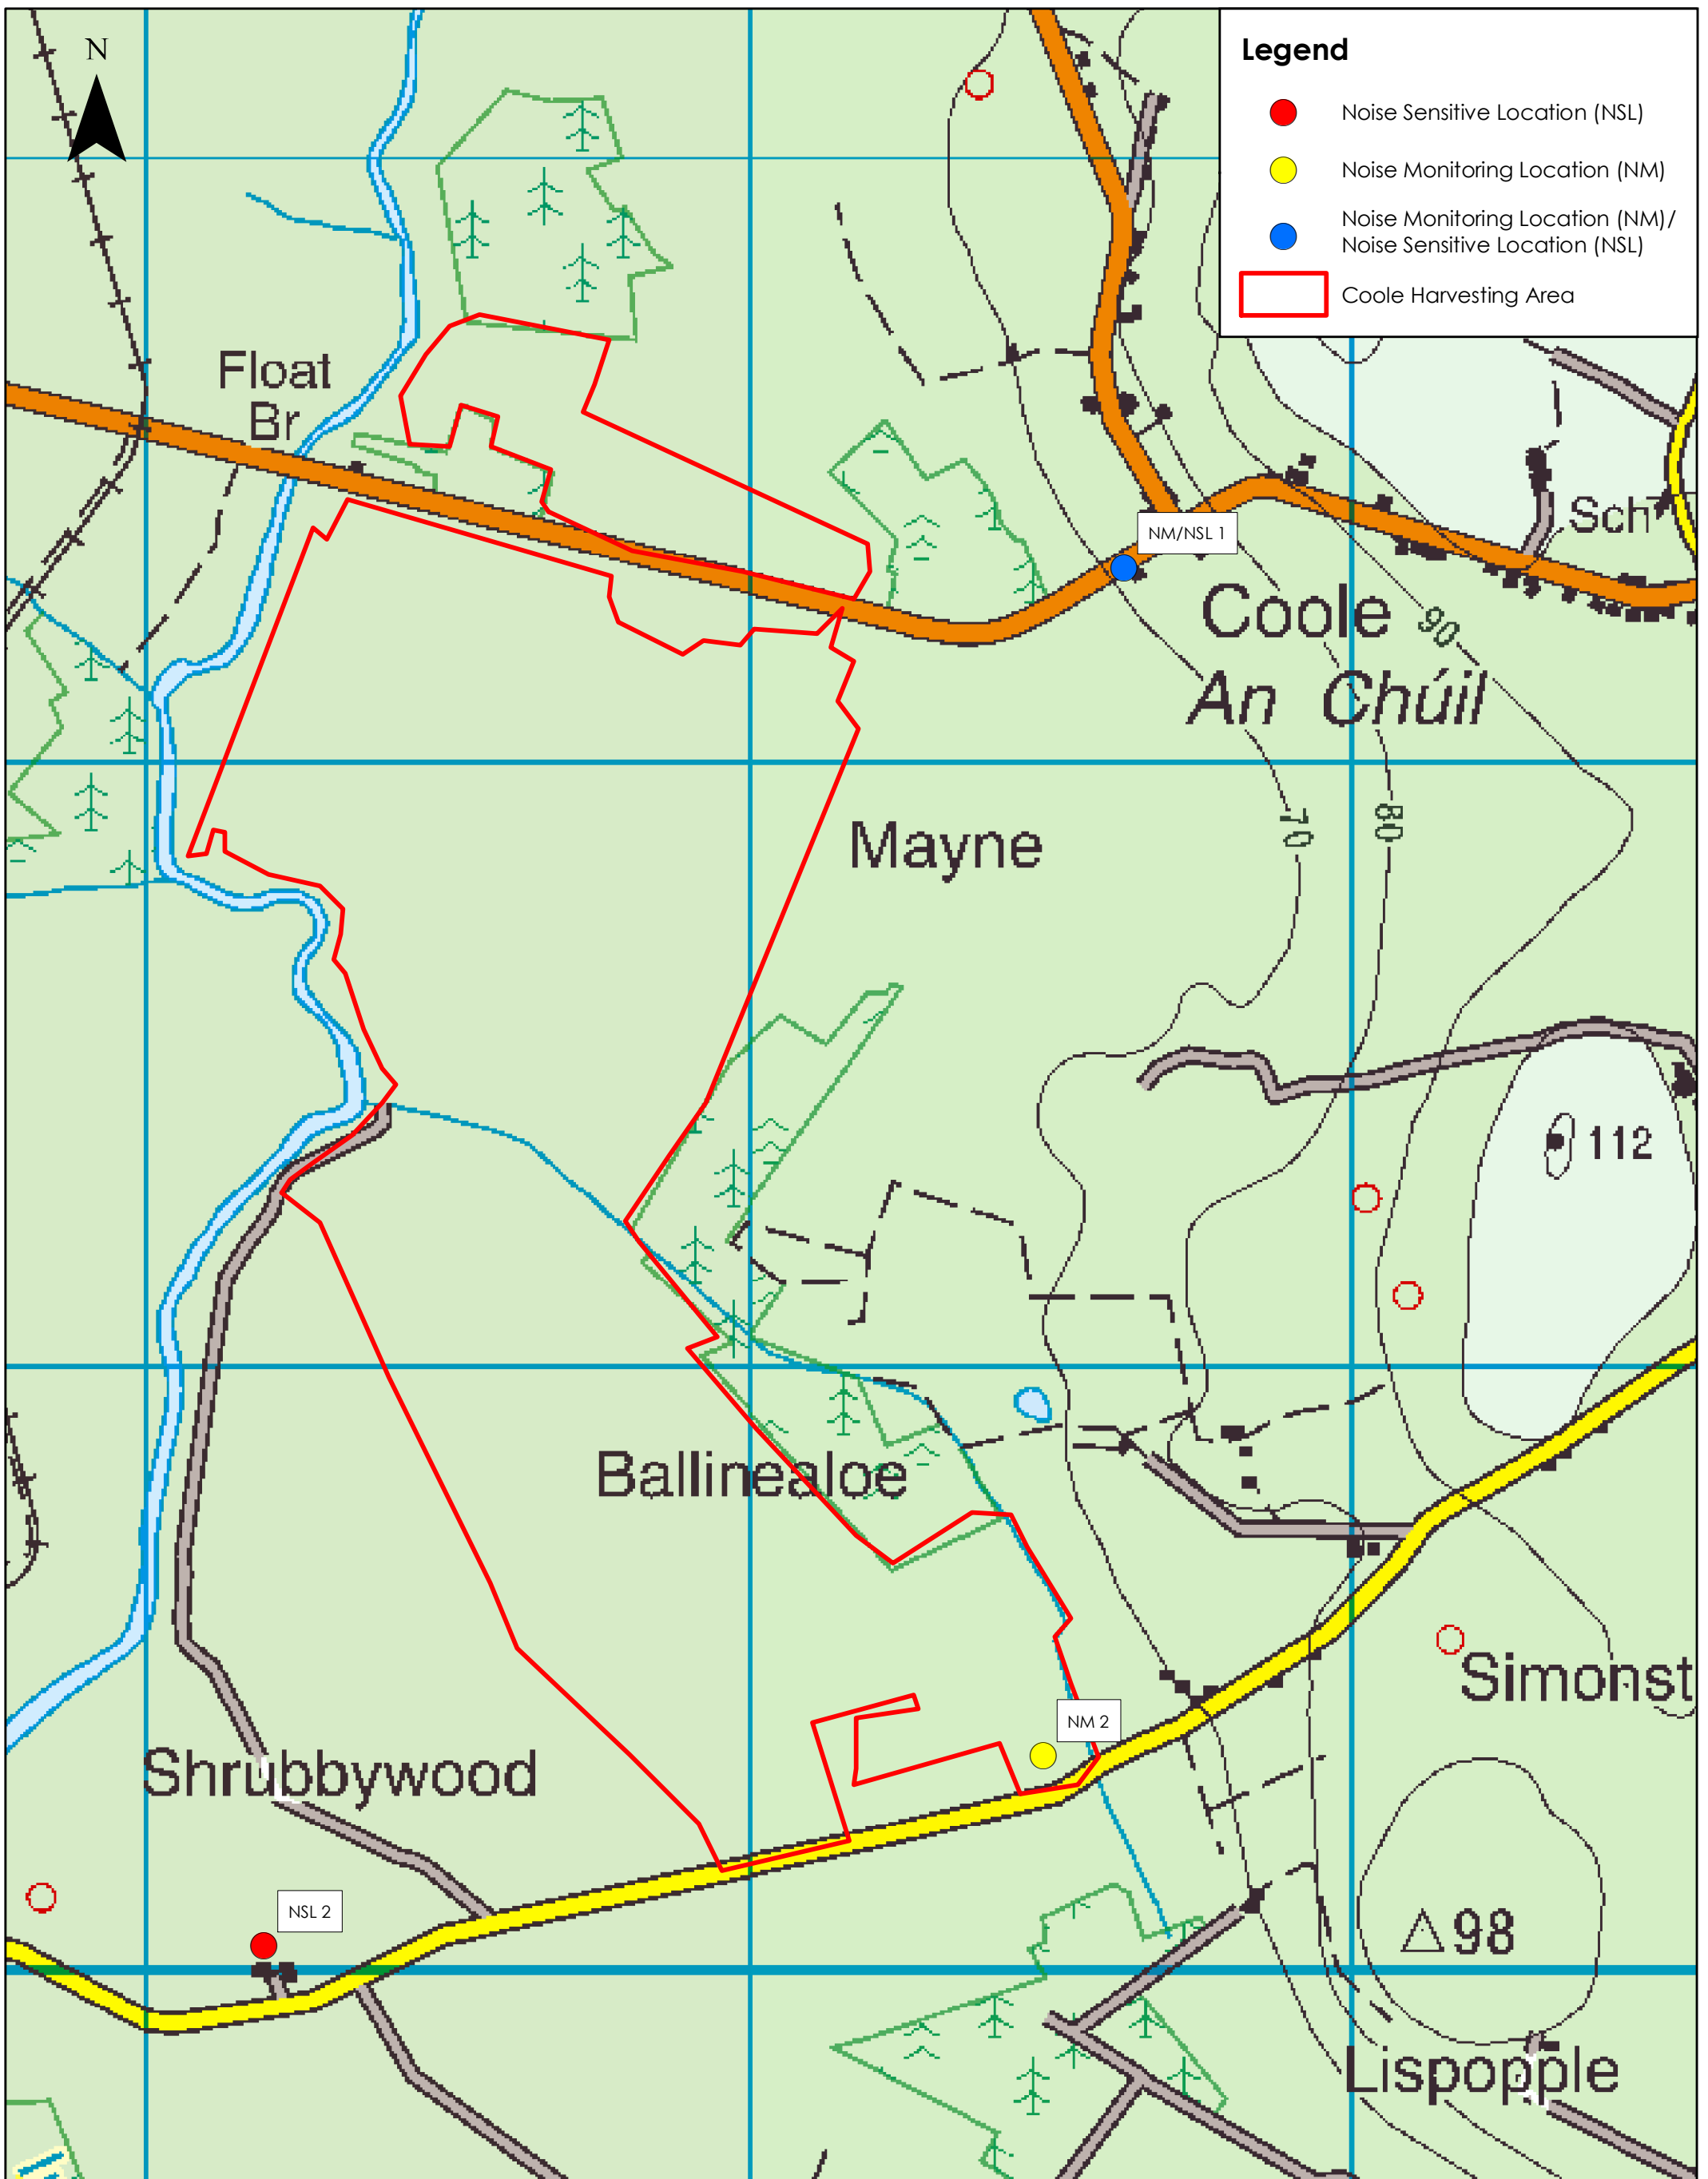 N
Legend
Noise Sensitive Location (NSL)
Noise Monitoring Location (NM)
Noise Monitoring Location (NM)/
Noise Sensitive Location (NSL)
Coole Harvesting Area
Float
Br
Sch
NM/NSL 1
Coole
90
An Chúil
70
80
Mayne
112
Ballinealoe
Simonst
NM 2
Shrubbywood
NSL 2
98
Lispopple